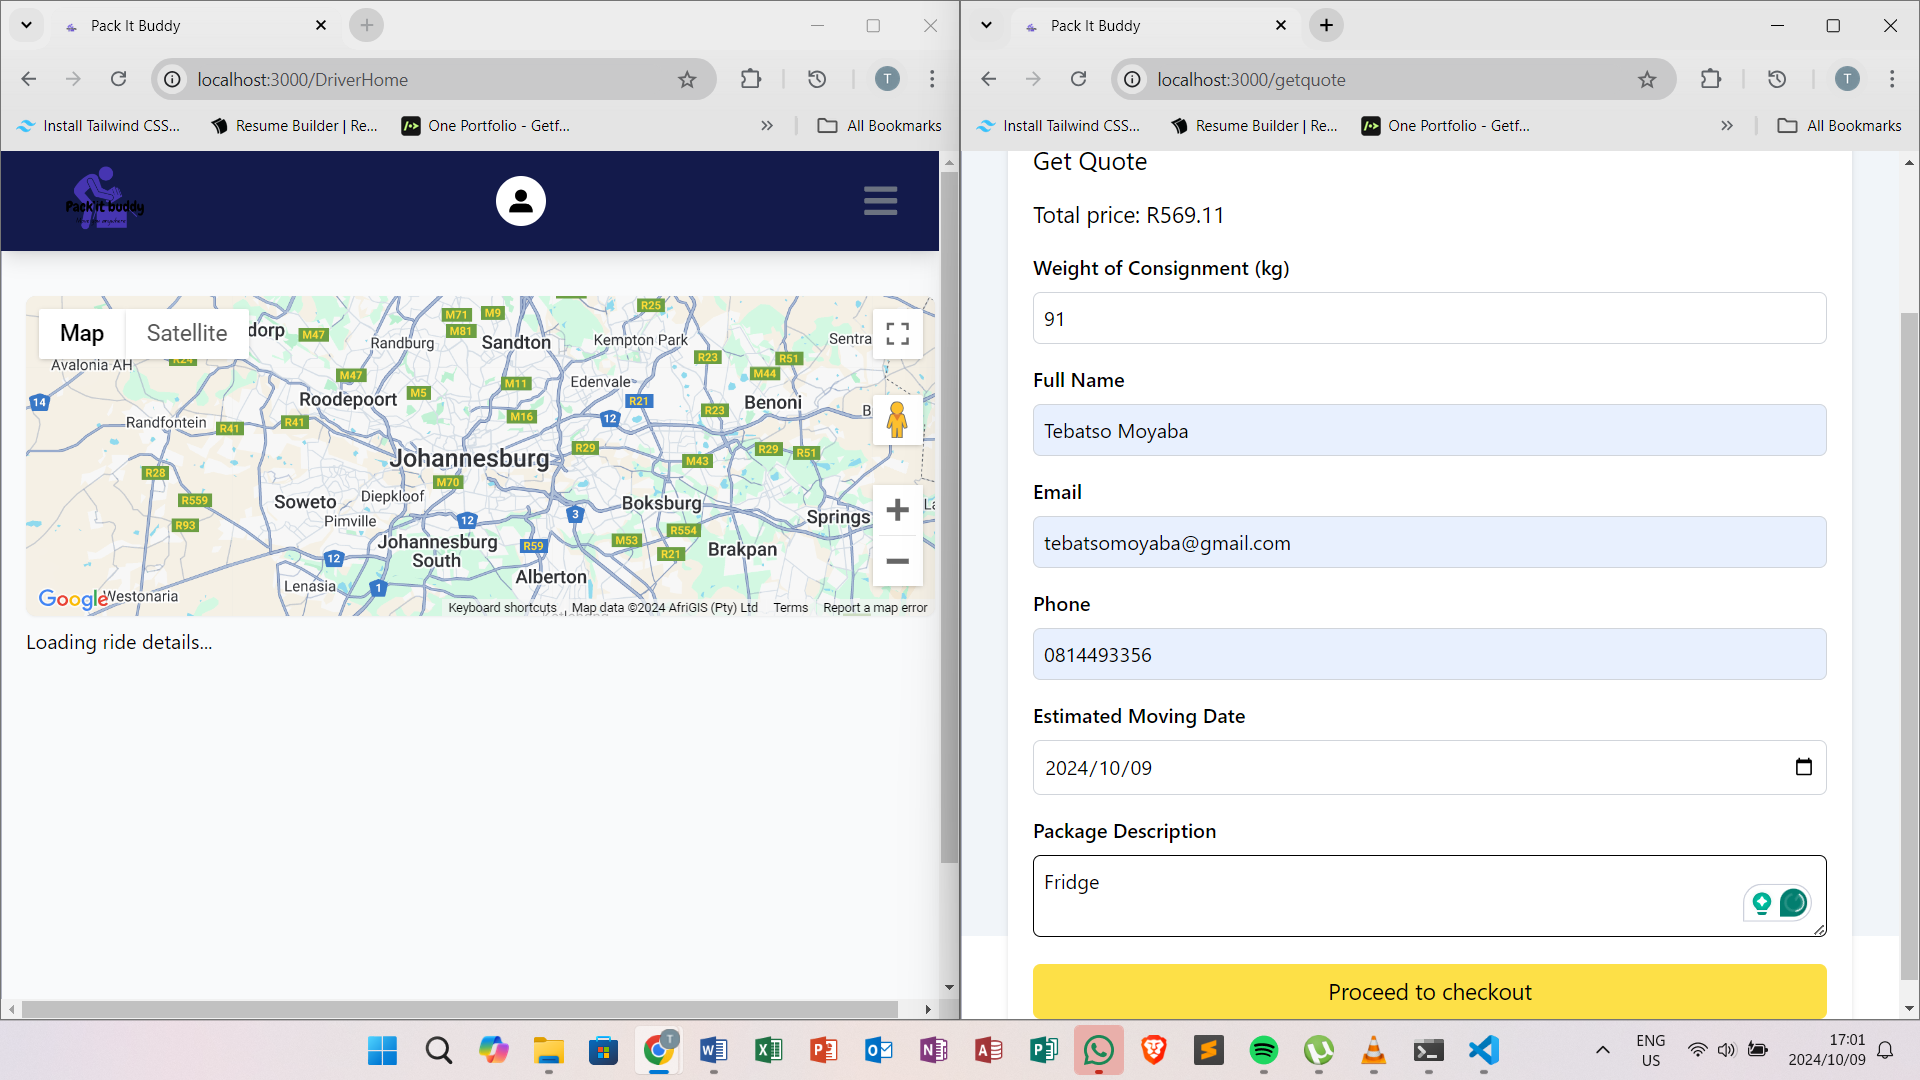 Pack It Buddy
localhost:3000/DriverHome
T
Install Tailwind CSS...
Resume Builder | Re...
One Portfolio - Getf...
All Bookmarks
Pack it buddy
Map
Satellite
dorp
M47
Avalonia AH
R24
M71
M9
M81
R25
Randburg
Sandton
Kempton Park
Sentra
R23
R51
M47
M11
Edenvale
M44
14
Roodepoort
M5
R21
Benoni
M16
12
R23
B
Randfontein
R41
R41
Johannesburg
R29
R29
R51
M43
R28
M70
R559
Soweto
Diepkloof
Boksburg
R93
Pimville
12
3
R554
Springs
La
Johannesburg
South
R59
M53
R21
Brakpan
12
Lenasia
1
Alberton
Google
Westonaria
Keyboard shortcuts
Map data ©2024 AfriGIS (Pty) Ltd
Terms
Report a map error
Loading ride details...
Pack It Buddy
localhost:3000/getquote
T
Install Tailwind CSS...
Resume Builder | Re...
One Portfolio - Getf...
All Bookmarks
Get Quote
Total price: R569.11
Weight of Consignment (kg)
91
Full Name
Tebatso Moyaba
Email
tebatsomoyaba@gmail.com
Phone
0814493356
Estimated Moving Date
2024/10/09
Package Description
Fridge
Proceed to checkout
ENG
US
17:01
2024/10/09